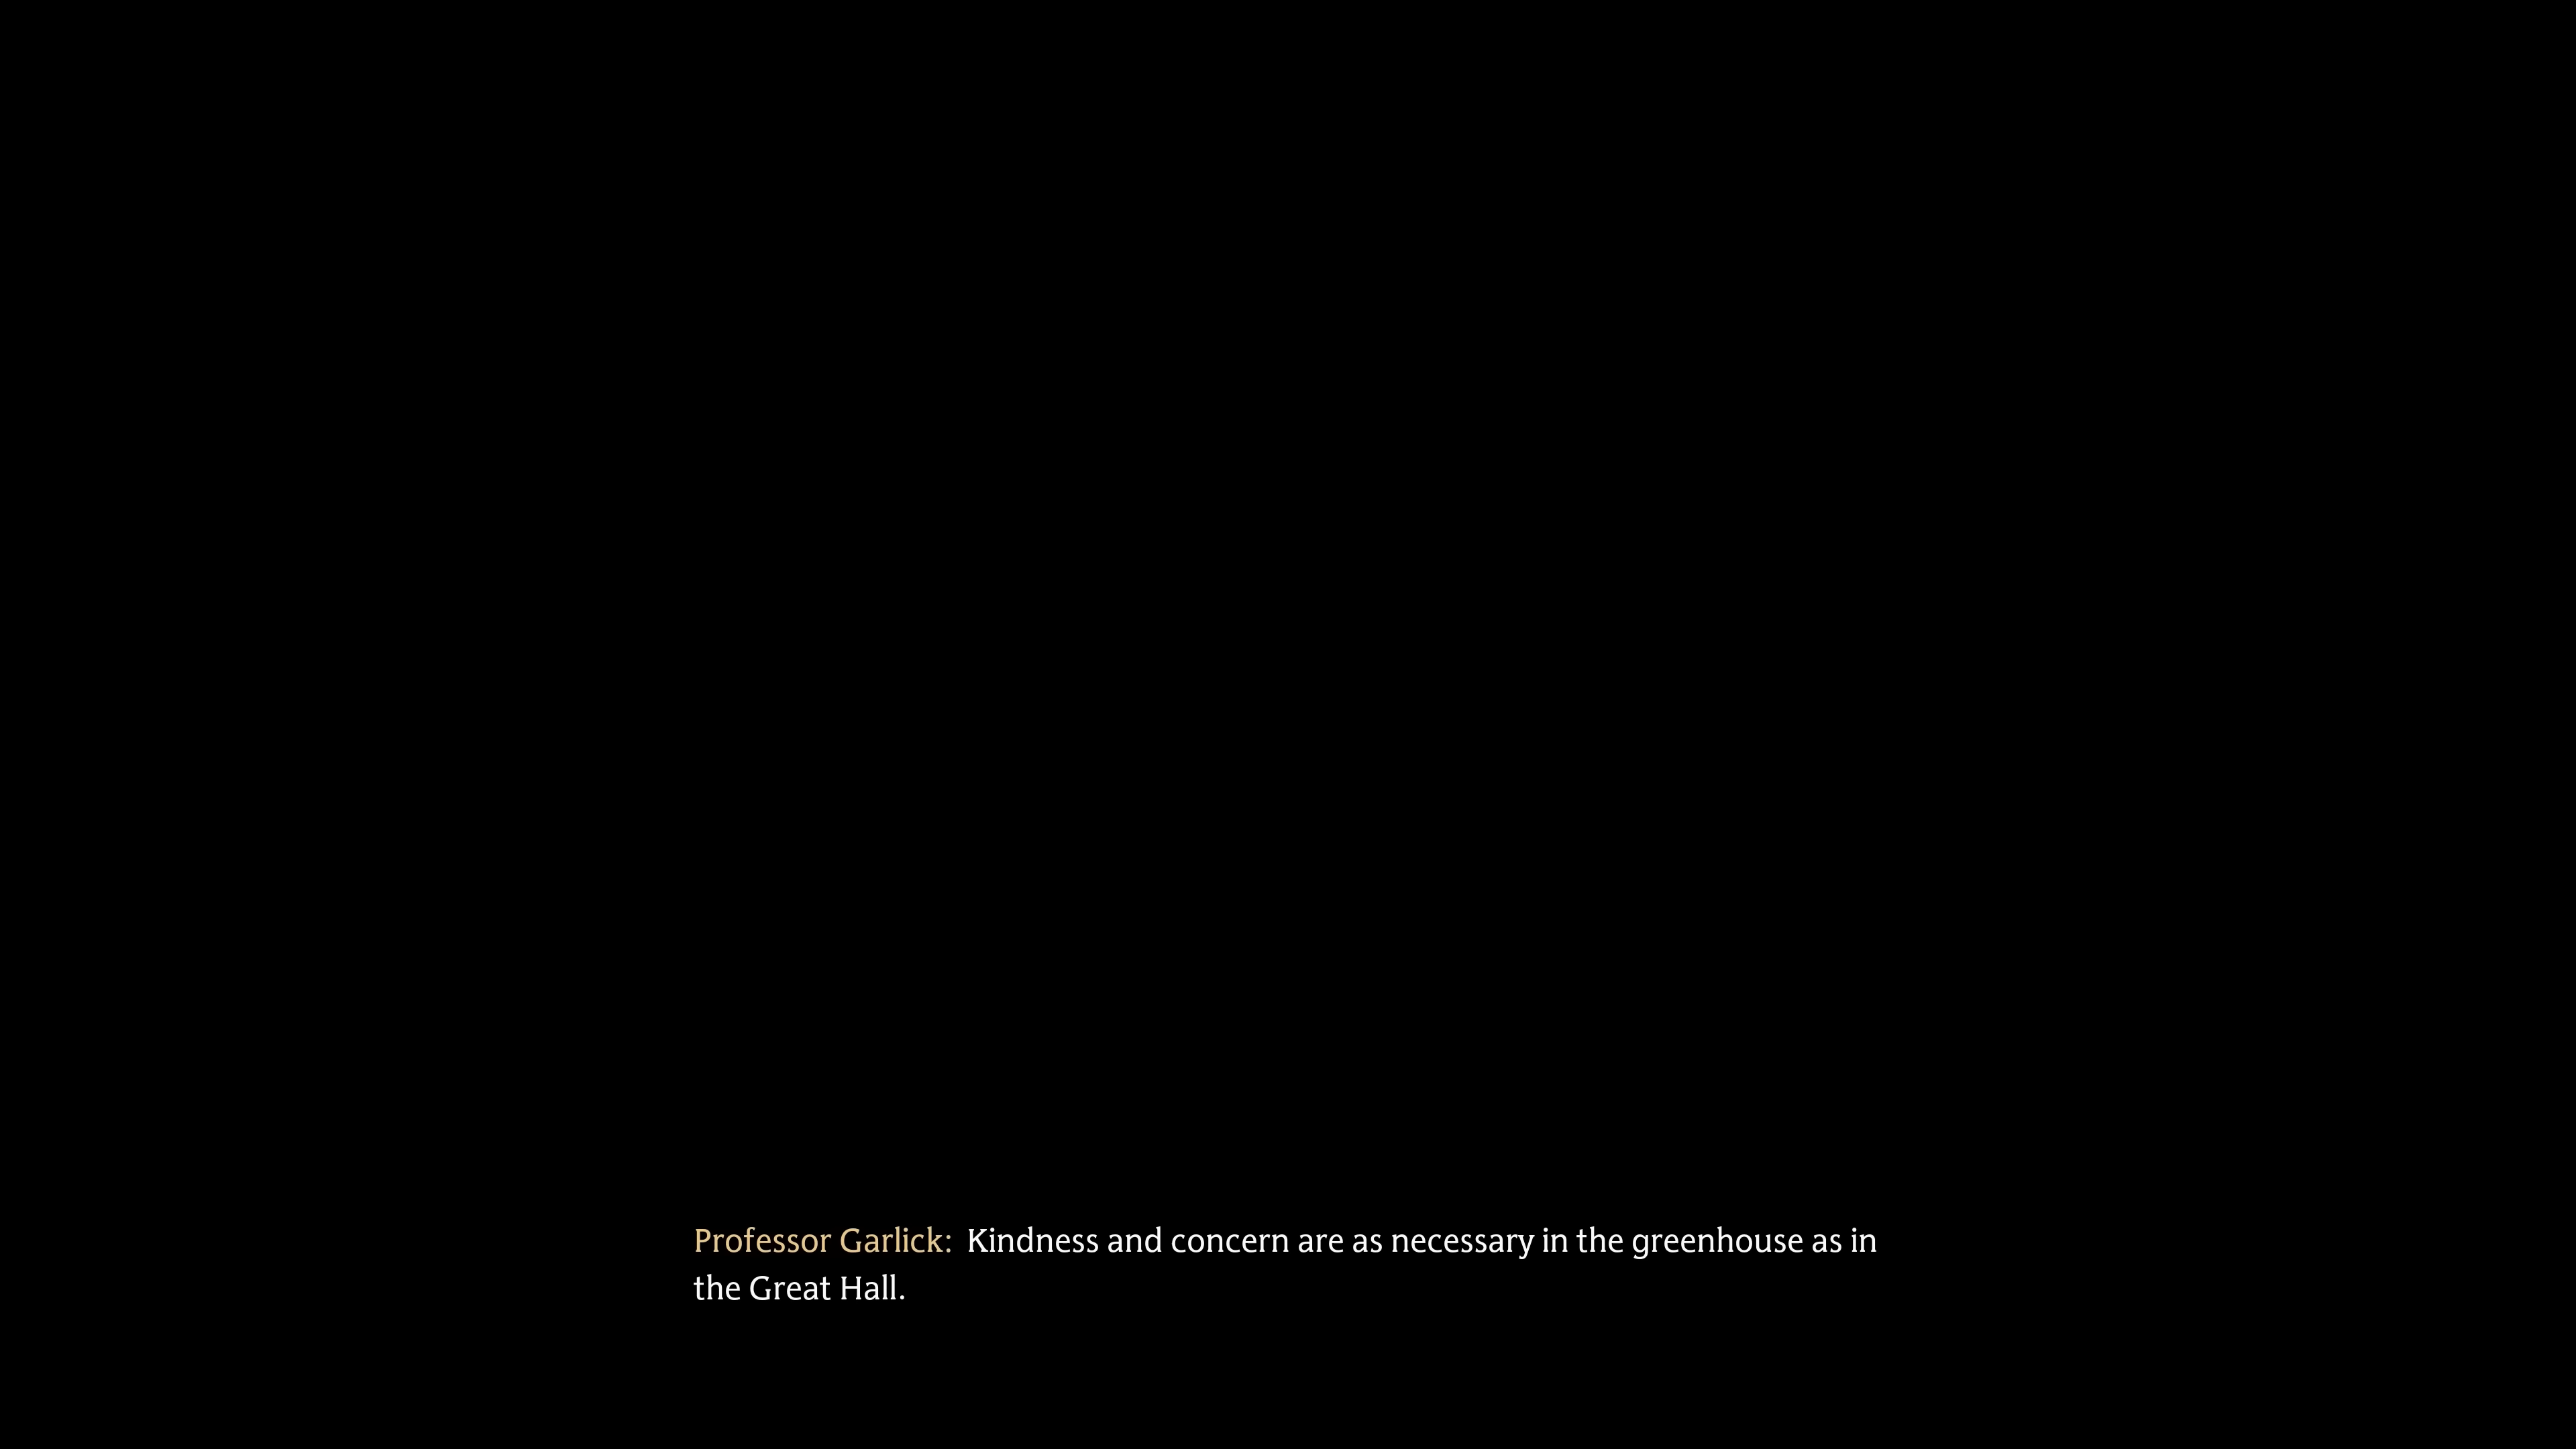 Professor Garlick: Kindness and concern are as necessary in the greenhouse as in
the Great Hall.